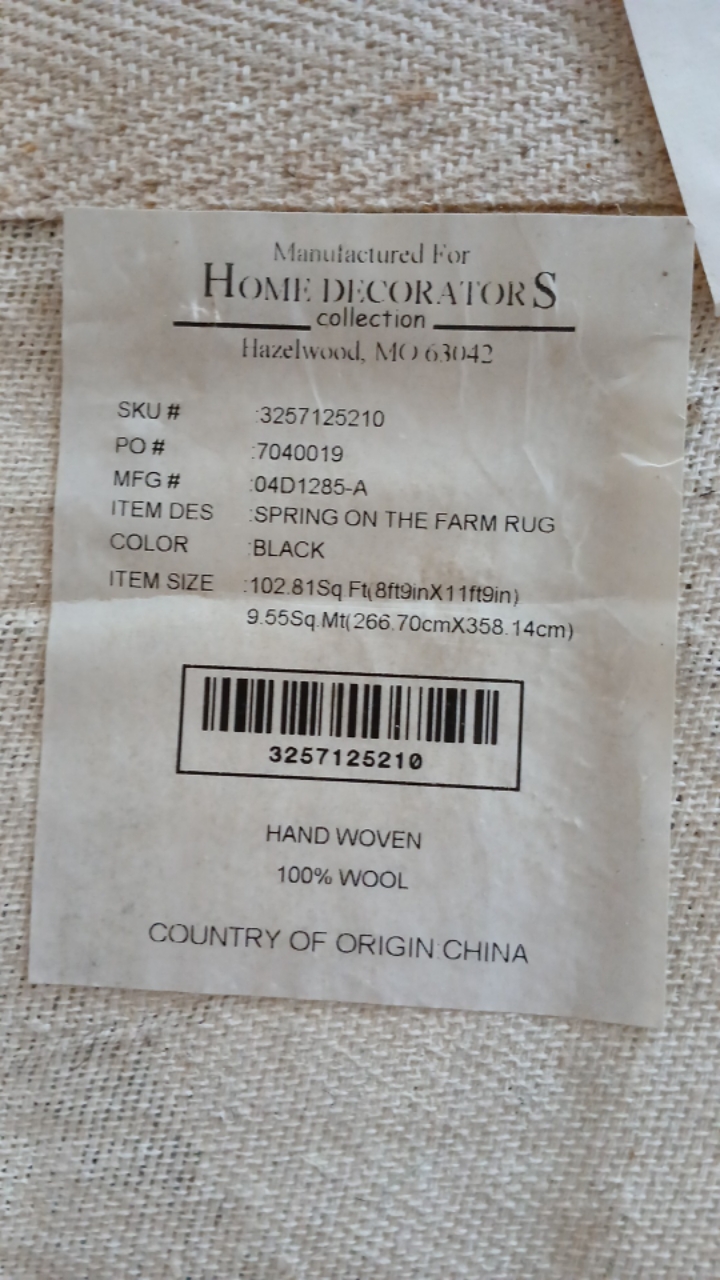 Manufactured For
HOME DECORATORS
collection
Hazelwood, MO 63042
SKU # :3257125210
PO # :7040019
MFG # :04D1285-A
ITEM DES :SPRING ON THE FARM RUG
COLOR :BLACK
ITEM SIZE :102.81Sq.Ft(8ft9inX11ft9in)
9.55Sq.Mt(266.70cmX358.14cm)
3257125210
HAND WOVEN
100% WOOL
COUNTRY OF ORIGIN:CHINA